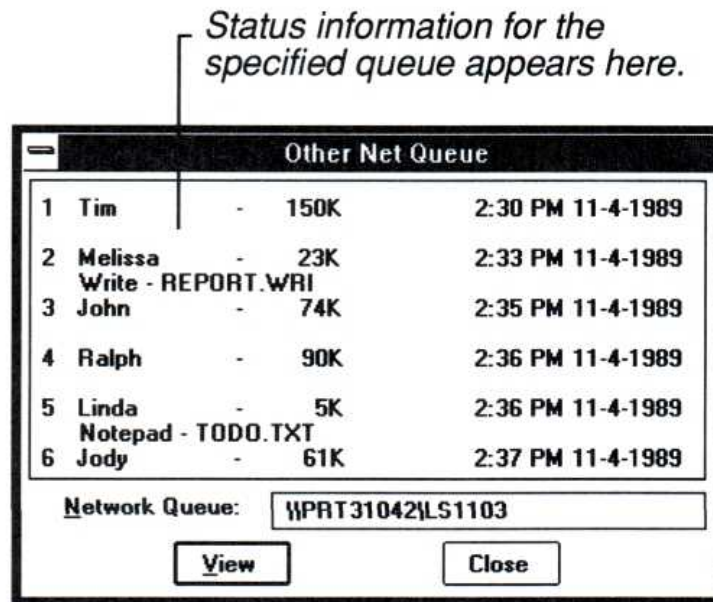 Status information for the
specified queue appears here.
Other Net Queue
1 Tim - 150K 2:30 PM 11-4-1989
2 Melissa - 23K 2:33 PM 11-4-1989
Write - REPORT.WRI
3 John - 74K 2:35 PM 11-4-1989
4 Ralph - 90K 2:36 PM 11-4-1989
5 Linda - 5K 2:36 PM 11-4-1989
Notepad - TODO.TXT
6 Jody - 61K 2:37 PM 11-4-1989
Network Queue: \\PRT31042\LS1103
View Close